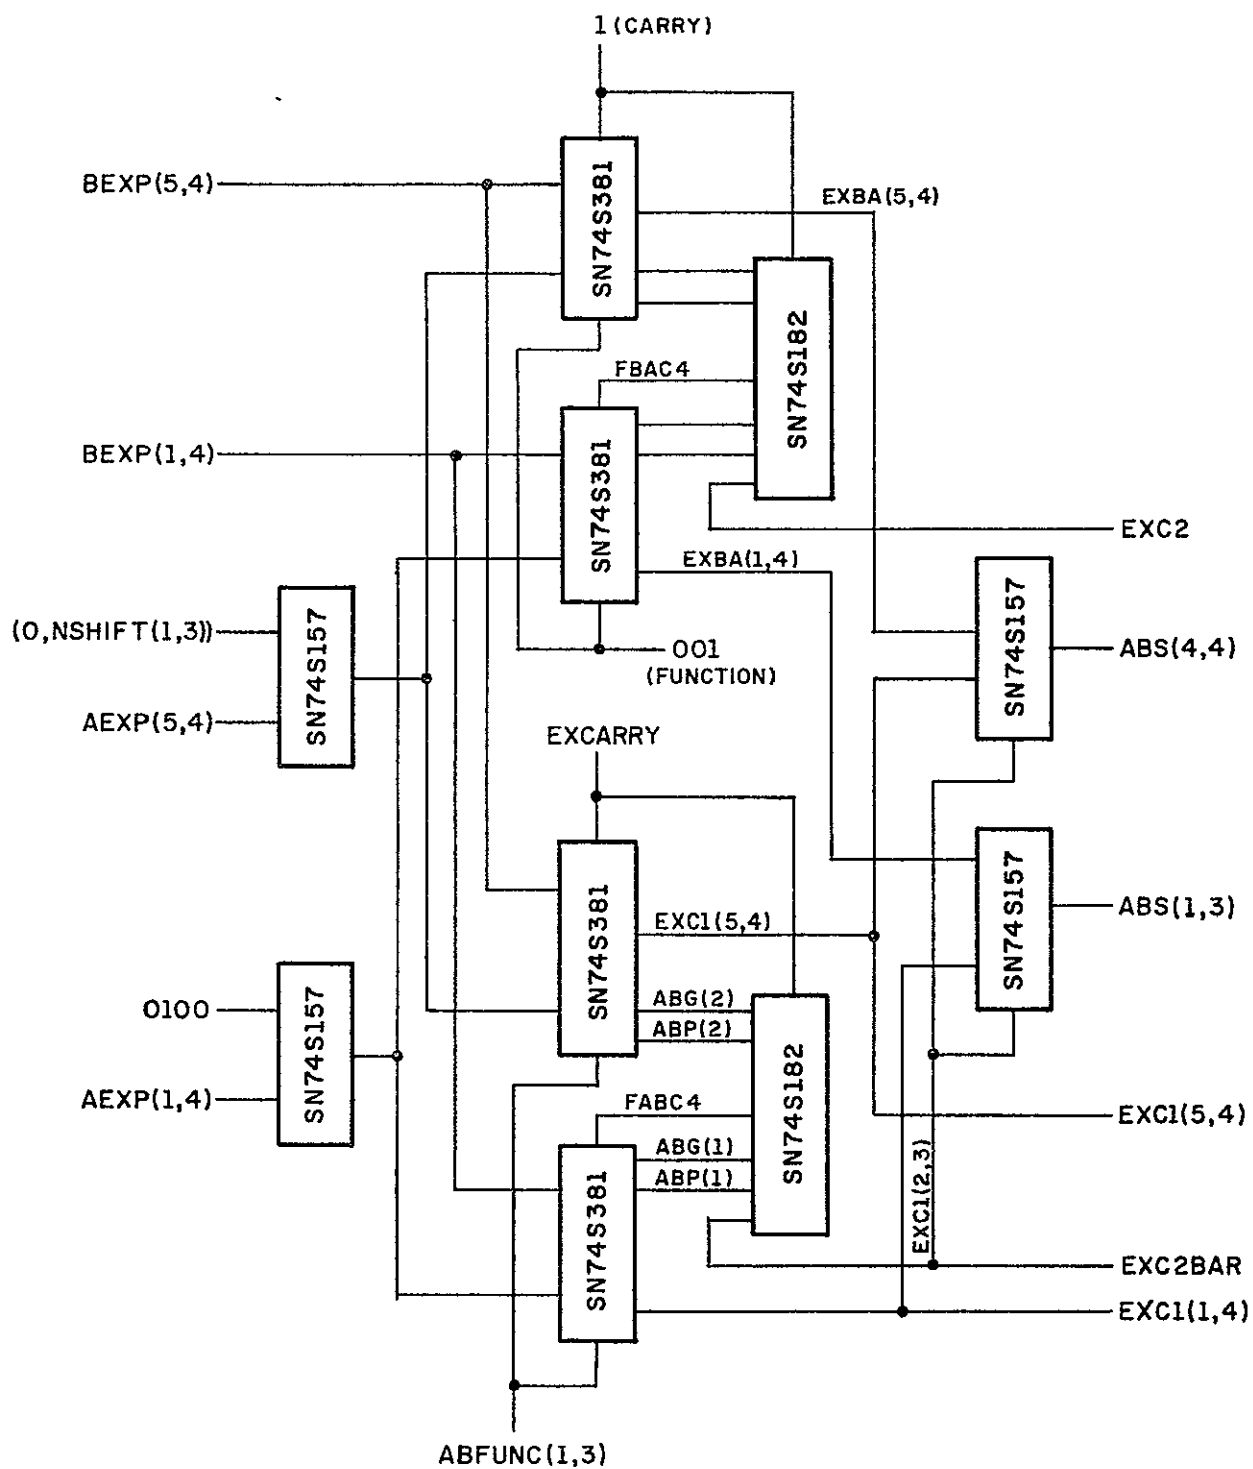 1 (CARRY)
BEXP(5,4)
SN74S381
EXBA(5,4)
SN74S182
FBAC4
BEXP(1,4)
SN74S381
EXC2
EXBA(1,4)
(0,NSHIFT(1,3))
SN74S157
AEXP(5,4)
001
(FUNCTION)
SN74S157
ABS(4,4)
EXCARRY
SN74S381
EXC1(5,4)
SN74S157
ABS(1,3)
0100
SN74S157
AEXP(1,4)
ABG(2)
ABP(2)
SN74S182
FABC4
ABG(1)
ABP(1)
SN74S381
EXC1(5,4)
EXC1(2,3)
EXC2BAR
EXC1(1,4)
ABFUNC(1,3)